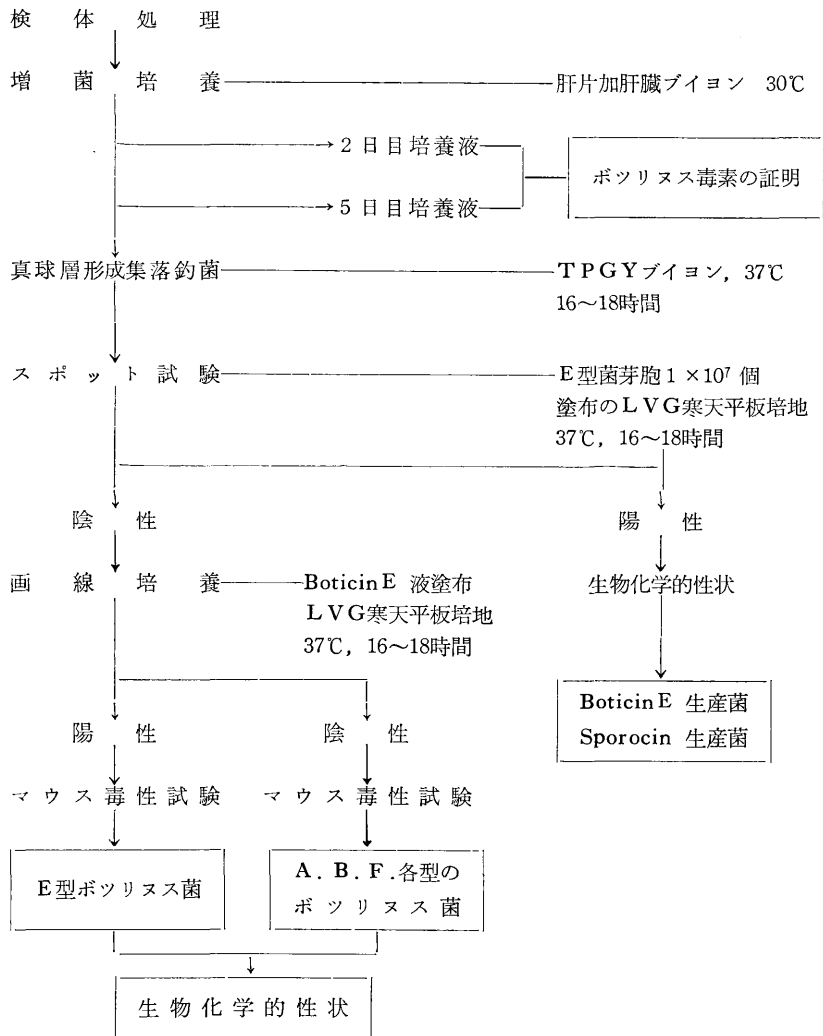 検体処理
増菌培養 肝片加肝臓ブイヨン 30℃
2日目培養液
ボツリヌス毒素の証明
5日目培養液
真球層形成集落釣菌 TPGYブイヨン, 37℃
16～18時間
スポット試験 E型菌芽胞1×10⁷個
塗布のLVG寒天平板培地
37℃, 16～18時間
陰性 陽性
画線培養 BoticinE 液塗布 生物化学的性状
LVG寒天平板培地
37℃, 16～18時間
BoticinE 生産菌
Sporocin 生産菌
陽性 陰性
マウス毒性試験 マウス毒性試験
E型ボツリヌス菌
A. B. F. 各型の
ボツリヌス菌
生物化学的性状